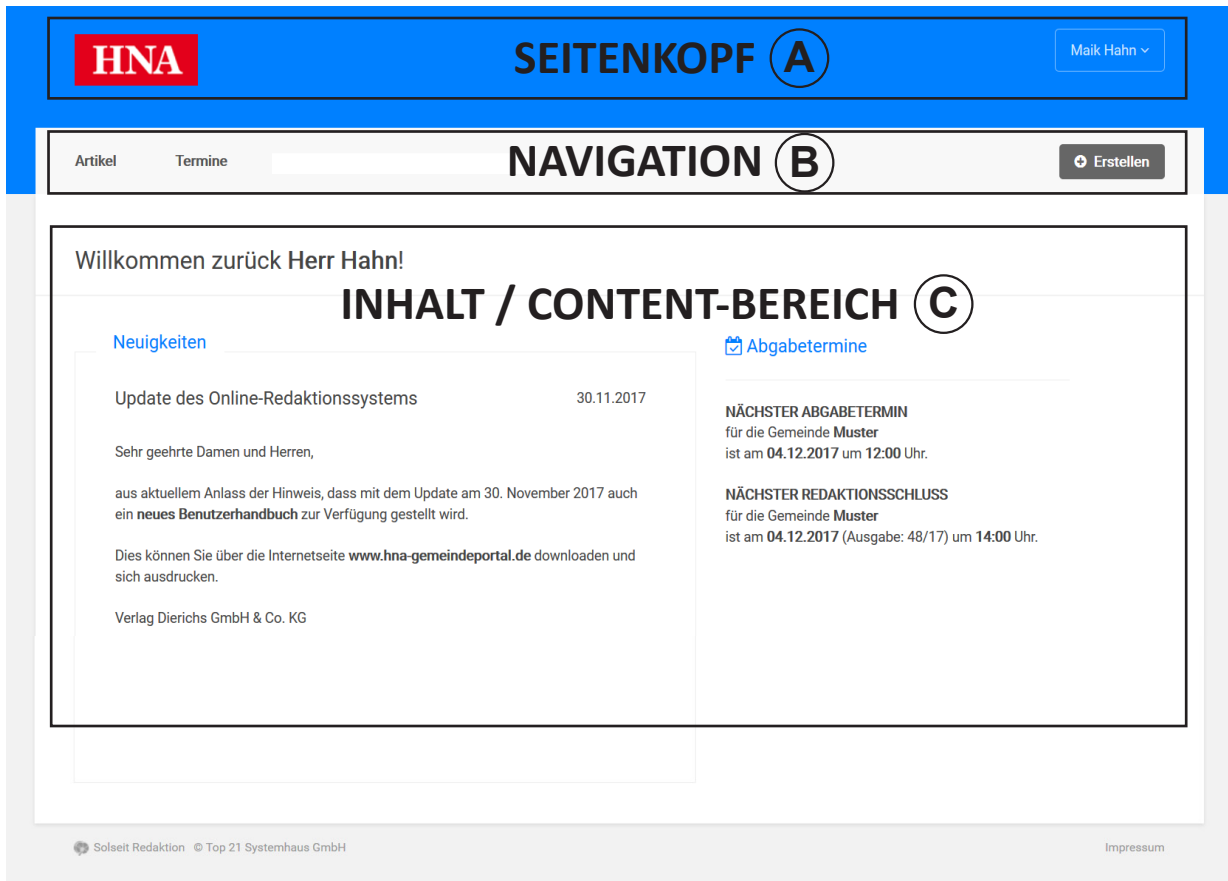 HNA
SEITENKOPF A
Maik Hahn
Artikel Termine
NAVIGATION B
Erstellen
Willkommen zurück Herr Hahn!
INHALT / CONTENT-BEREICH C
Neuigkeiten
Update des Online-Redaktionssystems 30.11.2017
Sehr geehrte Damen und Herren,
aus aktuellem Anlass der Hinweis, dass mit dem Update am 30. November 2017 auch
ein neues Benutzerhandbuch zur Verfügung gestellt wird.
Dies können Sie über die Internetseite www.hna-gemeindeportal.de downloaden und
sich ausdrucken.
Verlag Dierichs GmbH & Co. KG
Abgabetermine
NÄCHSTER ABGABETERMIN
für die Gemeinde Muster
ist am 04.12.2017 um 12:00 Uhr.
NÄCHSTER REDAKTIONSSCHLUSS
für die Gemeinde Muster
ist am 04.12.2017 (Ausgabe: 48/17) um 14:00 Uhr.
Solseit Redaktion © Top 21 Systemhaus GmbH
Impressum